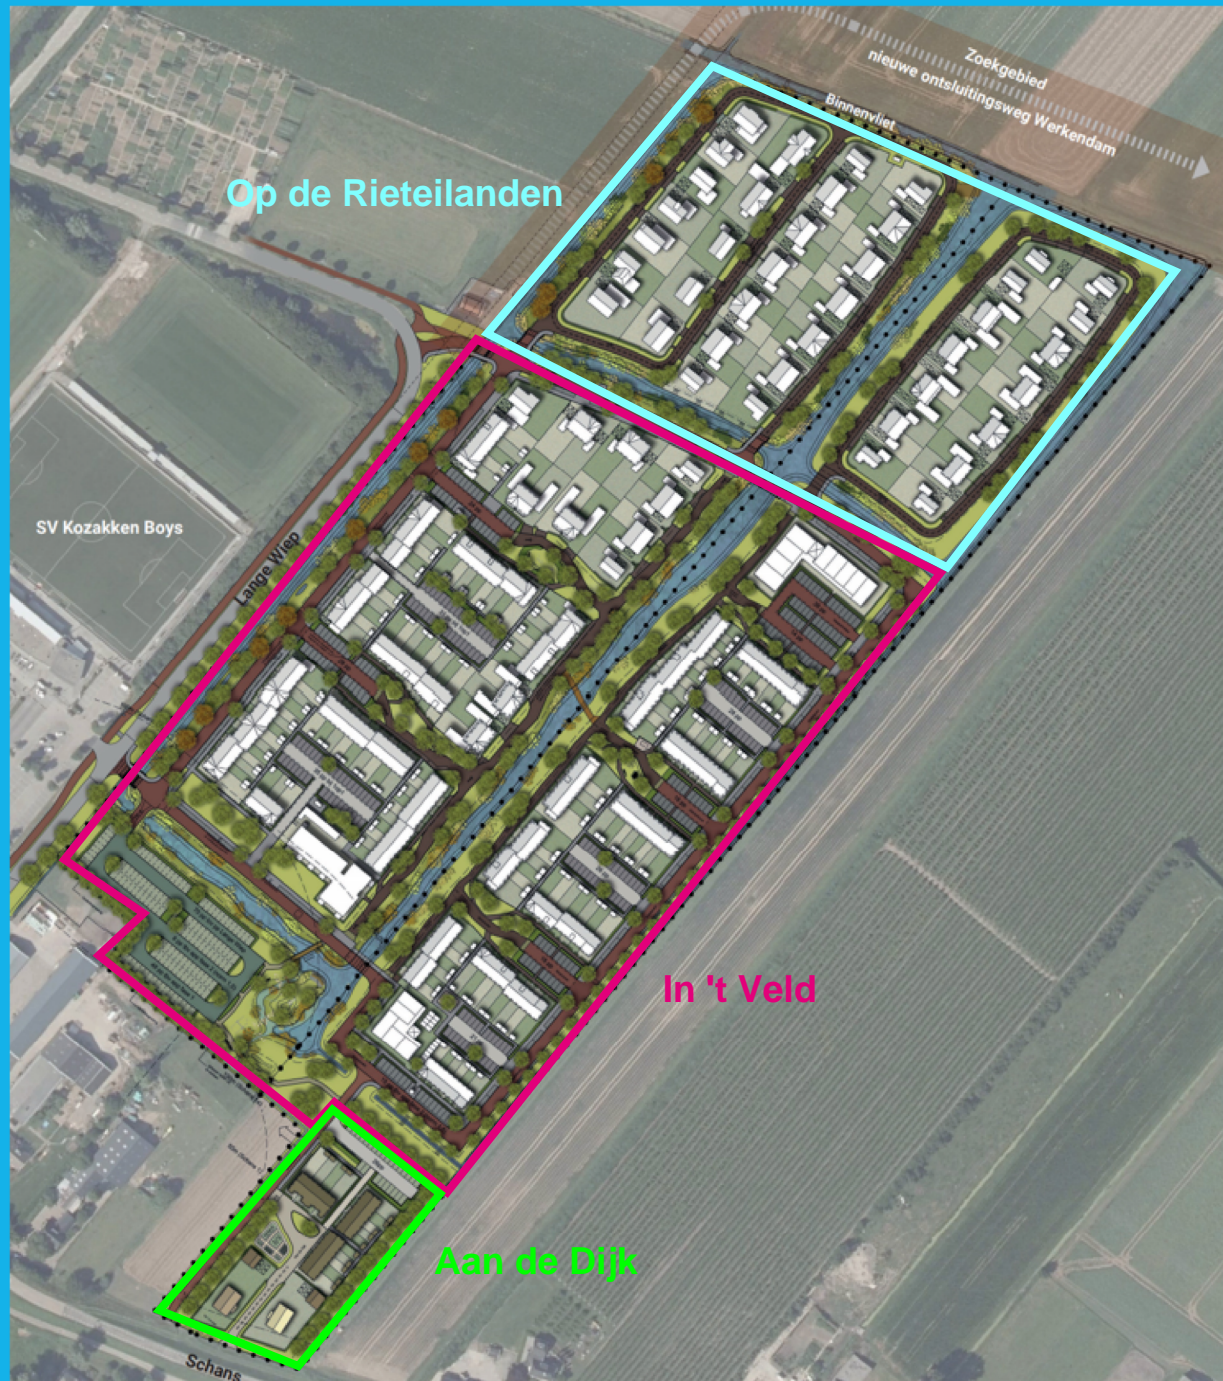 Zoekgebied
nieuwe ontsluitingsweg Werkendam
Binnenvliet
Op de Rieteilanden
SV Kozakken Boys
Lange Wiep
In 't Veld
Aan de Dijk
Schans